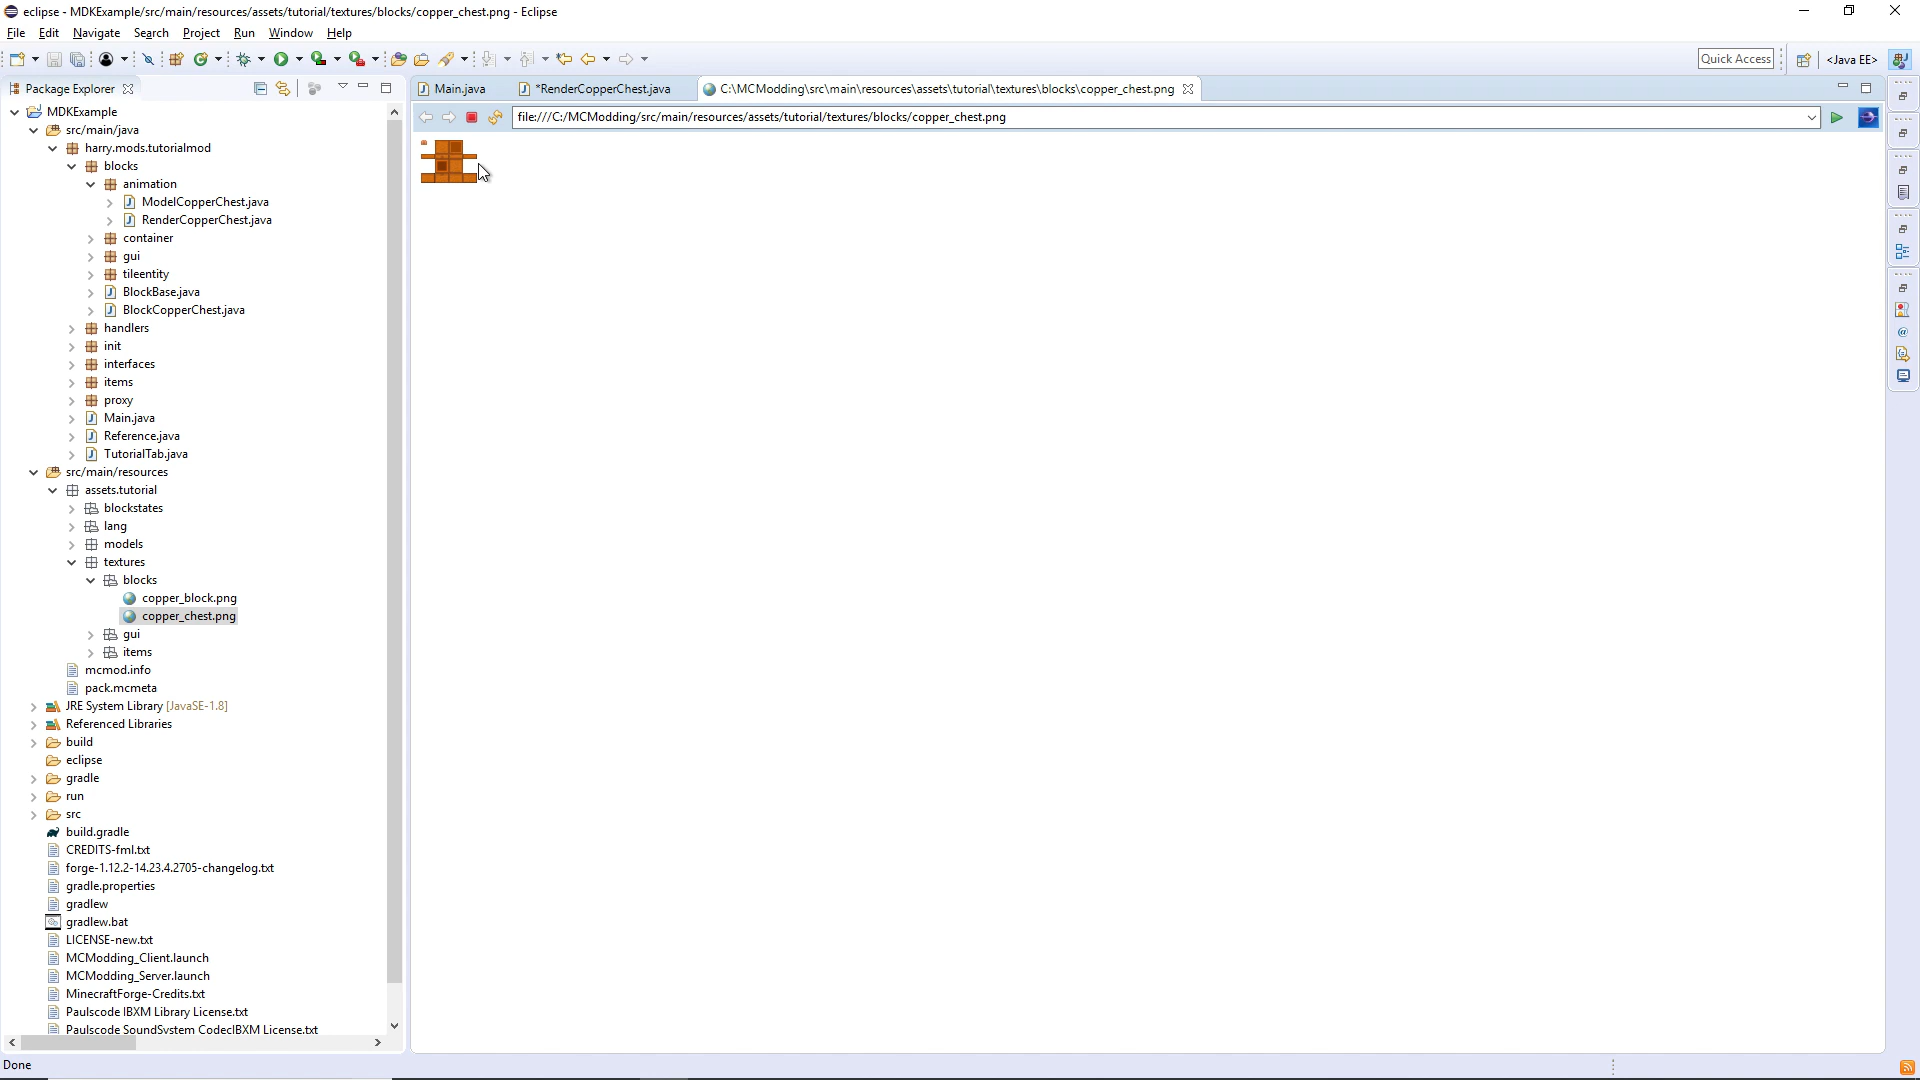 eclipse - MDKExample/src/main/resources/assets/tutorial/textures/blocks/copper_chest.png - Eclipse
File Edit Navigate Search Project Run Window Help
Quick Access <Java EE>
Package Explorer
Main.java *RenderCopperChest.java C:\MCModding\src\main\resources\assets\tutorial\textures\blocks\copper_chest.png
file:///C:/MCModding/src/main/resources/assets/tutorial/textures/blocks/copper_chest.png
MDKExample
src/main/java
harry.mods.tutorialmod
blocks
animation
ModelCopperChest.java
RenderCopperChest.java
container
gui
tileentity
BlockBase.java
BlockCopperChest.java
handlers
init
interfaces
items
proxy
Main.java
Reference.java
TutorialTab.java
src/main/resources
assets.tutorial
blockstates
lang
models
textures
blocks
copper_block.png
copper_chest.png
gui
items
mcmod.info
pack.mcmeta
JRE System Library [JavaSE-1.8]
Referenced Libraries
build
eclipse
gradle
run
src
build.gradle
CREDITS-fml.txt
forge-1.12.2-14.23.4.2705-changelog.txt
gradle.properties
gradlew
gradlew.bat
LICENSE-new.txt
MCModding_Client.launch
MCModding_Server.launch
MinecraftForge-Credits.txt
Paulscode IBXM Library License.txt
Paulscode SoundSystem CodecIBXM License.txt
Done